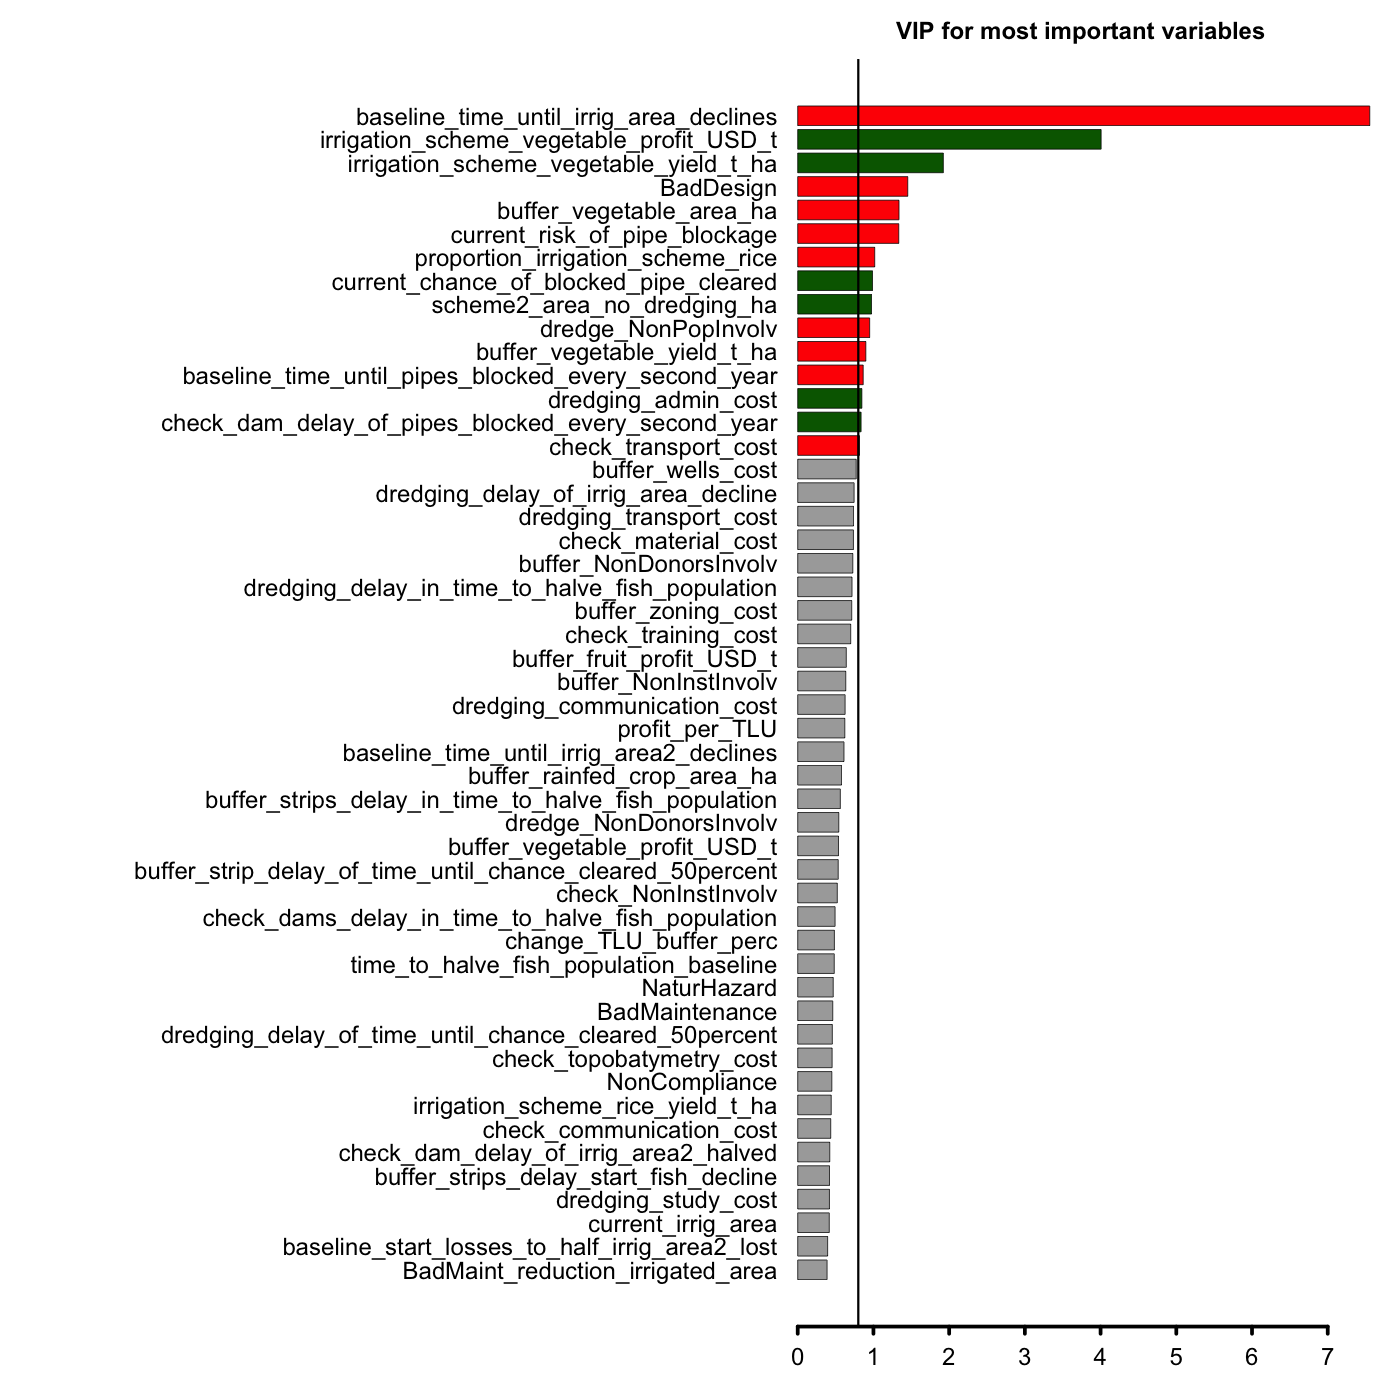 VIP for most important variables
baseline_time_until_irrig_area_declines
irrigation_scheme_vegetable_profit_USD_t
irrigation_scheme_vegetable_yield_t_ha
BadDesign
buffer_vegetable_area_ha
current_risk_of_pipe_blockage
proportion_irrigation_scheme_rice
current_chance_of_blocked_pipe_cleared
scheme2_area_no_dredging_ha
dredge_NonPopInvolv
buffer_vegetable_yield_t_ha
baseline_time_until_pipes_blocked_every_second_year
dredging_admin_cost
check_dam_delay_of_pipes_blocked_every_second_year
check_transport_cost
buffer_wells_cost
dredging_delay_of_irrig_area_decline
dredging_transport_cost
check_material_cost
buffer_NonDonorsInvolv
dredging_delay_in_time_to_halve_fish_population
buffer_zoning_cost
check_training_cost
buffer_fruit_profit_USD_t
buffer_NonInstInvolv
dredging_communication_cost
profit_per_TLU
baseline_time_until_irrig_area2_declines
buffer_rainfed_crop_area_ha
buffer_strips_delay_in_time_to_halve_fish_population
dredge_NonDonorsInvolv
buffer_vegetable_profit_USD_t
buffer_strip_delay_of_time_until_chance_cleared_50percent
check_NonInstInvolv
check_dams_delay_in_time_to_halve_fish_population
change_TLU_buffer_perc
time_to_halve_fish_population_baseline
NaturHazard
BadMaintenance
dredging_delay_of_time_until_chance_cleared_50percent
check_topobatymetry_cost
NonCompliance
irrigation_scheme_rice_yield_t_ha
check_communication_cost
check_dam_delay_of_irrig_area2_halved
buffer_strips_delay_start_fish_decline
dredging_study_cost
current_irrig_area
baseline_start_losses_to_half_irrig_area2_lost
BadMaint_reduction_irrigated_area
0 1 2 3 4 5 6 7